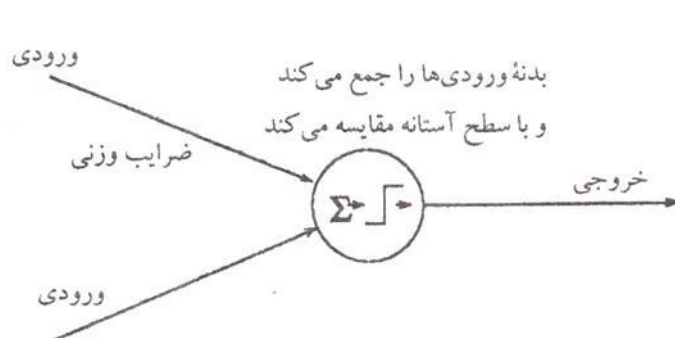 ورودی
بدنهٔ ورودی‌ها را جمع می‌کند
و با سطح آستانه مقایسه می‌کند
ضرایب وزنی
Σ
خروجی
ورودی